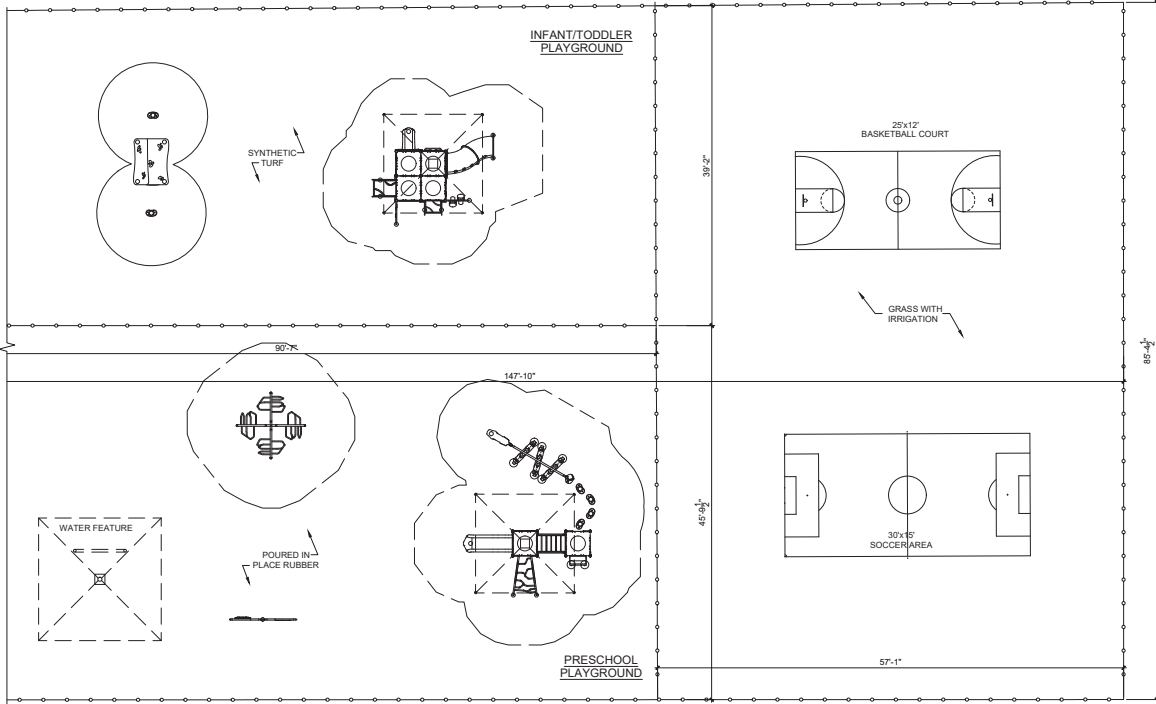 INFANT/TODDLER
PLAYGROUND
SYNTHETIC
TURF
39'-2"
25'x12'
BASKETBALL COURT
GRASS WITH
IRRIGATION
85'-4½"
90'-7"
147'-10"
45'-9½"
WATER FEATURE
POURED IN
PLACE RUBBER
30'x15'
SOCCER AREA
PRESCHOOL
PLAYGROUND
57'-1"